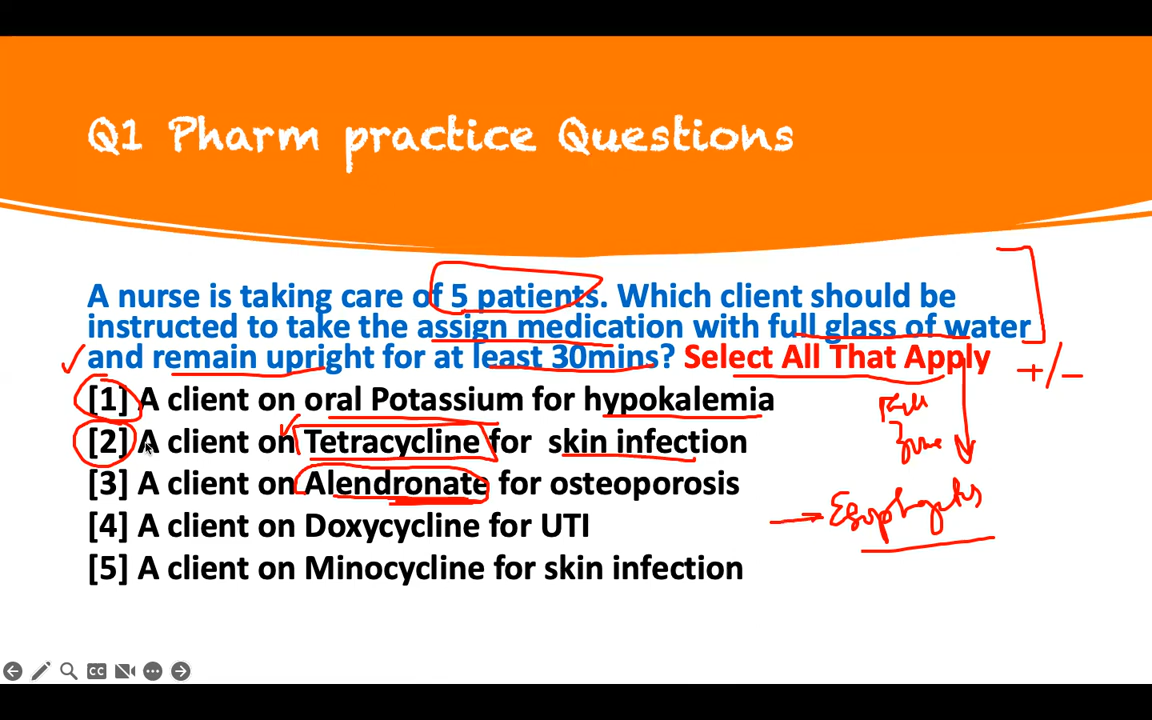 Q1 Pharm practice Questions
A nurse is taking care of 5 patients. Which client should be
instructed to take the assign medication with full glass of water
and remain upright for at least 30mins? Select All That Apply
+/-
[1] A client on oral Potassium for hypokalemia
[2] A client on Tetracycline for skin infection
[3] A client on Alendronate for osteoporosis
Esophagitis
[4] A client on Doxycycline for UTI
[5] A client on Minocycline for skin infection
CC